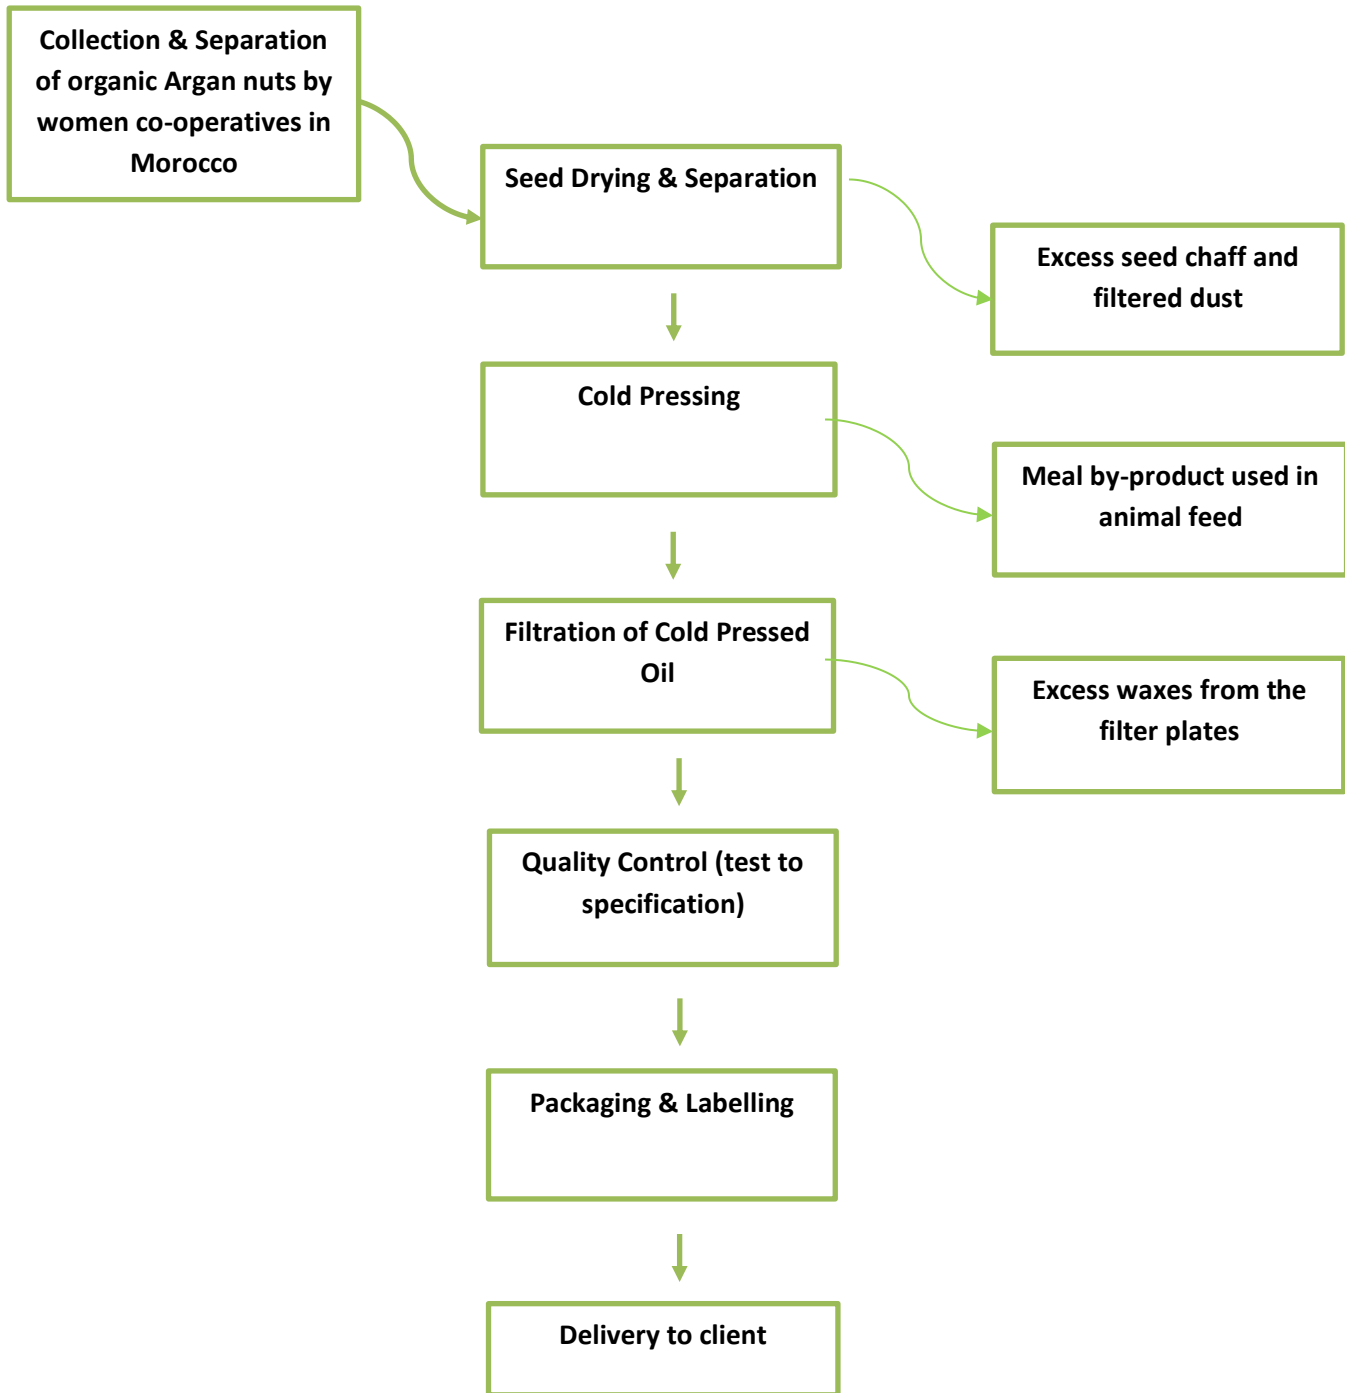 Collection & Separation
of organic Argan nuts by
women co-operatives in
Morocco
Seed Drying & Separation
Excess seed chaff and
filtered dust
Cold Pressing
Meal by-product used in
animal feed
Filtration of Cold Pressed
Oil
Excess waxes from the
filter plates
Quality Control (test to
specification)
Packaging & Labelling
Delivery to client